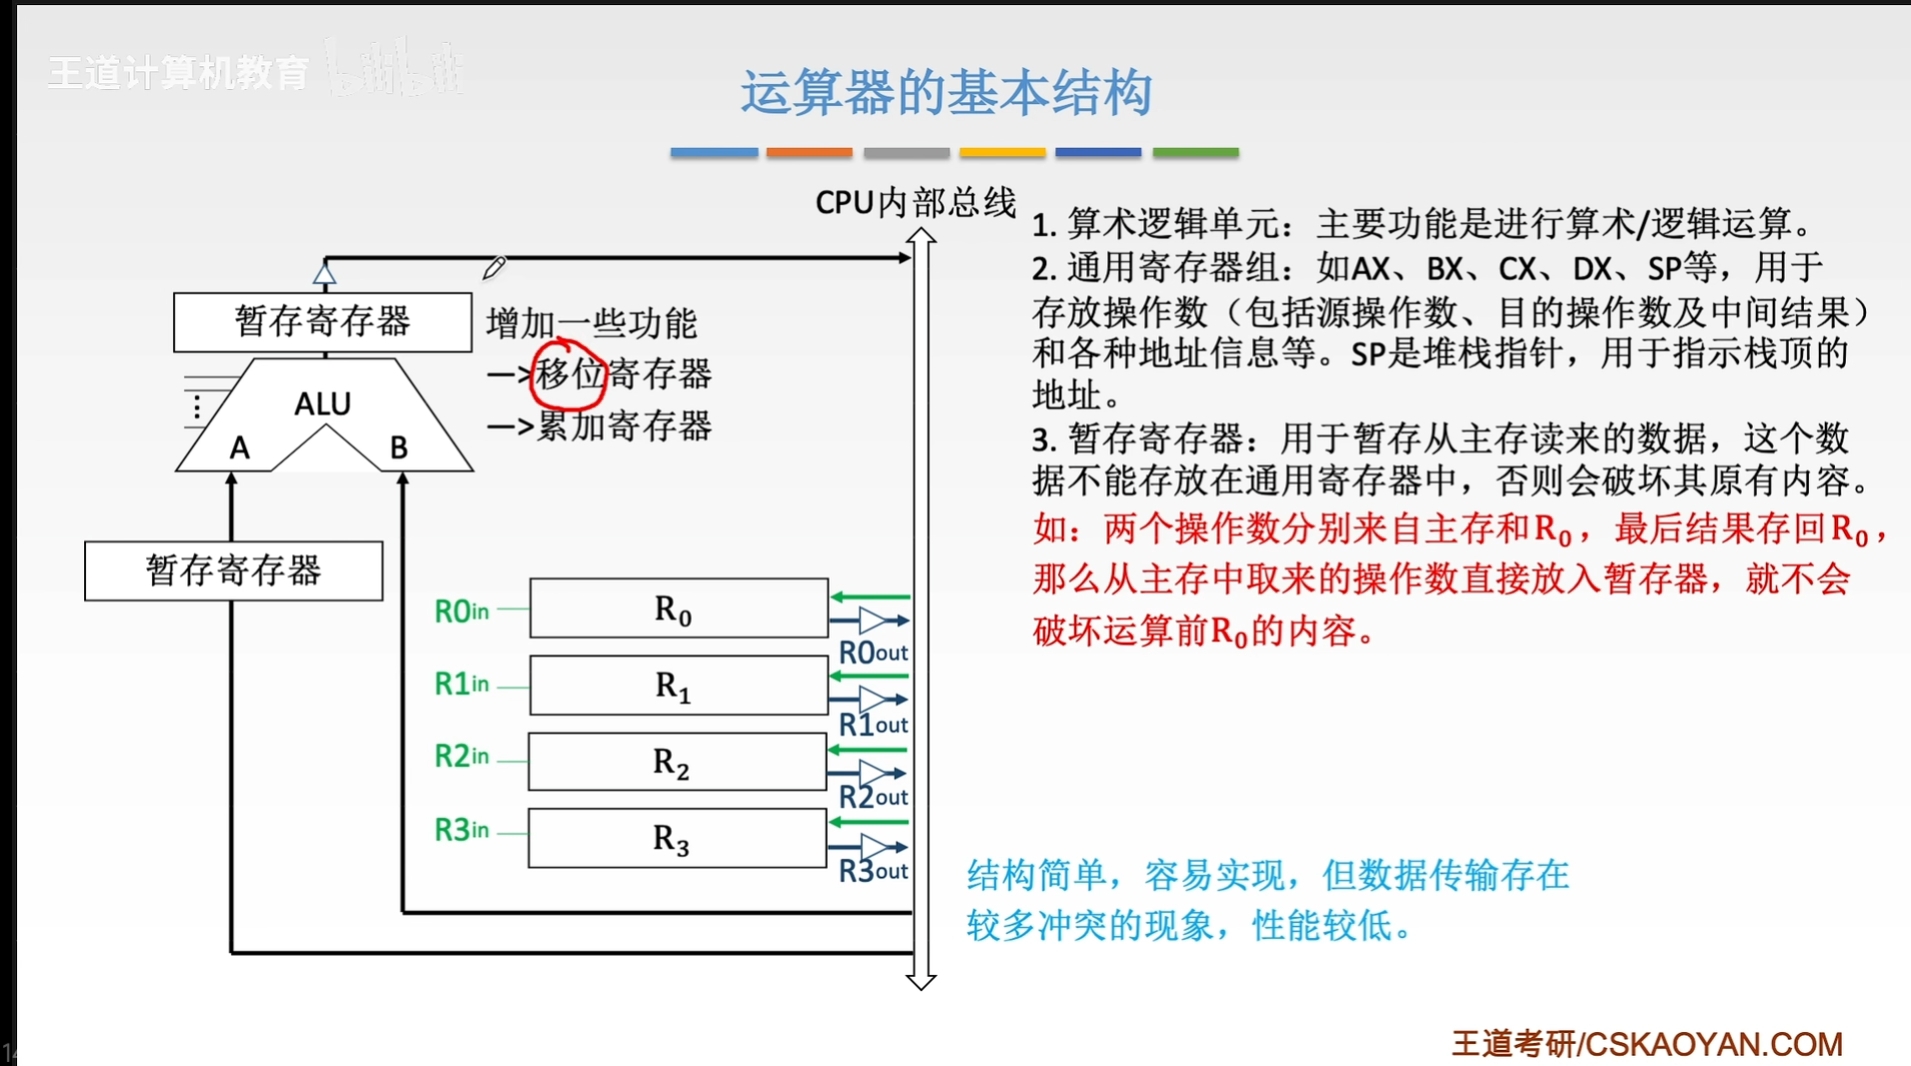 王道计算机教育 bilibili
运算器的基本结构
CPU内部总线
暂存寄存器
增加一些功能
—>移位寄存器
—>累加寄存器
ALU
A
B
暂存寄存器
R0in
R₀
R0out
R1in
R₁
R1out
R2in
R₂
R2out
R3in
R₃
R3out
1. 算术逻辑单元：主要功能是进行算术/逻辑运算。
2. 通用寄存器组：如AX、BX、CX、DX、SP等，用于
存放操作数（包括源操作数、目的操作数及中间结果）
和各种地址信息等。SP是堆栈指针，用于指示栈顶的
地址。
3. 暂存寄存器：用于暂存从主存读来的数据，这个数
据不能存放在通用寄存器中，否则会破坏其原有内容。
如：两个操作数分别来自主存和R₀，最后结果存回R₀，
那么从主存中取来的操作数直接放入暂存器，就不会
破坏运算前R₀的内容。
结构简单，容易实现，但数据传输存在
较多冲突的现象，性能较低。
王道考研/CSKAOYAN.COM